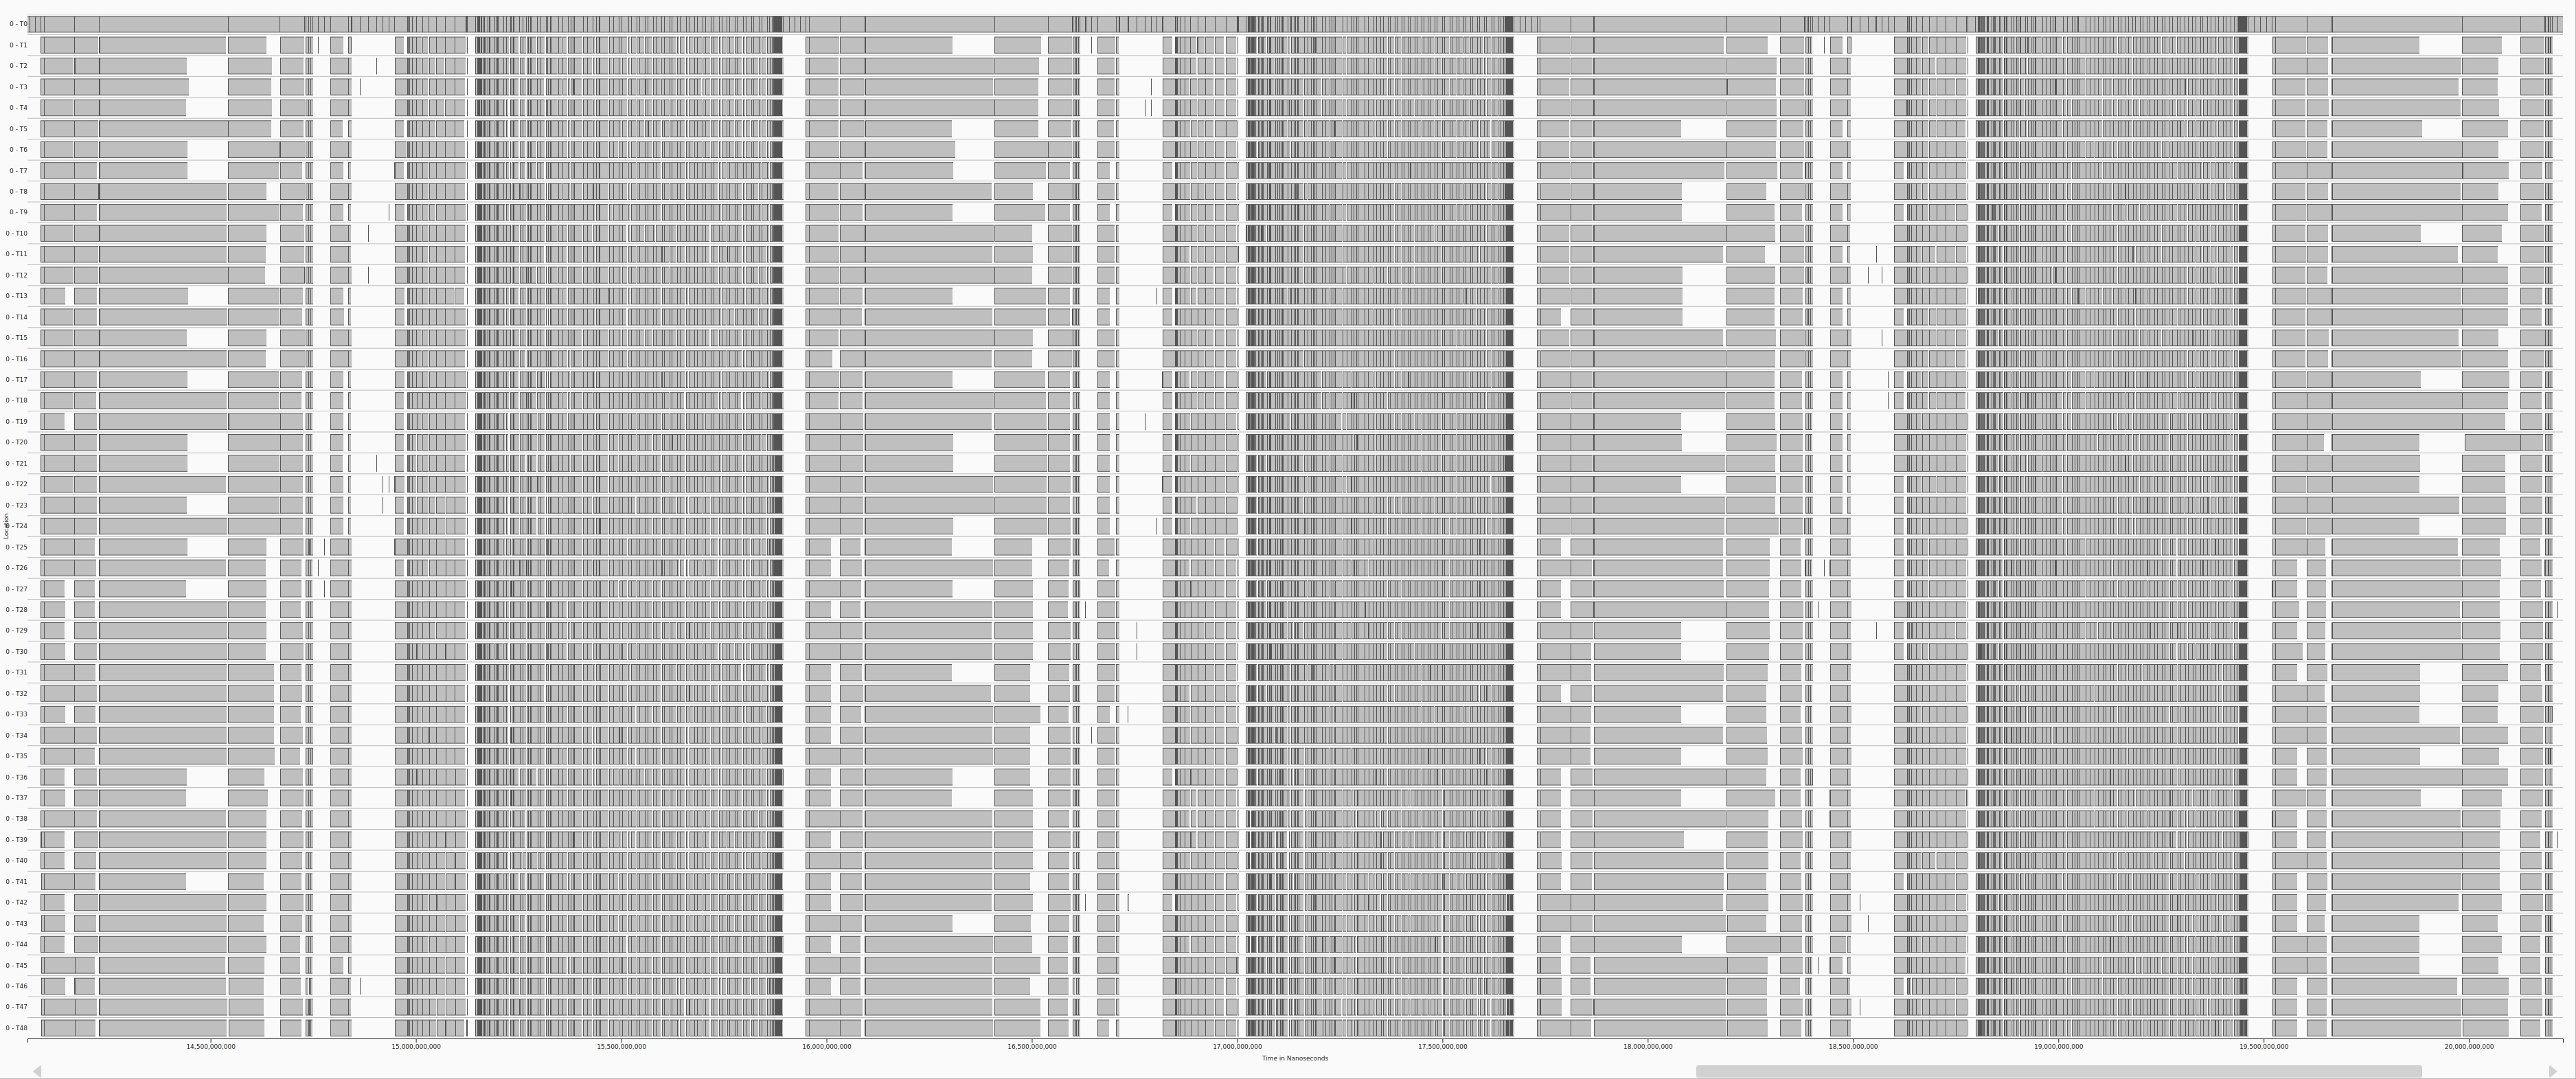 0 - T0
0 - T1
0 - T2
0 - T3
0 - T4
0 - T5
0 - T6
0 - T7
0 - T8
0 - T9
0 - T10
0 - T11
0 - T12
0 - T13
0 - T14
0 - T15
0 - T16
0 - T17
0 - T18
0 - T19
0 - T20
0 - T21
0 - T22
0 - T23
0 - T24
Location
0 - T25
0 - T26
0 - T27
0 - T28
0 - T29
0 - T30
0 - T31
0 - T32
0 - T33
0 - T34
0 - T35
0 - T36
0 - T37
0 - T38
0 - T39
0 - T40
0 - T41
0 - T42
0 - T43
0 - T44
0 - T45
0 - T46
0 - T47
0 - T48
14,500,000,000 15,000,000,000 15,500,000,000 16,000,000,000 16,500,000,000 17,000,000,000 17,500,000,000 18,000,000,000 18,500,000,000 19,000,000,000 19,500,000,000 20,000,000,000
Time in Nanoseconds